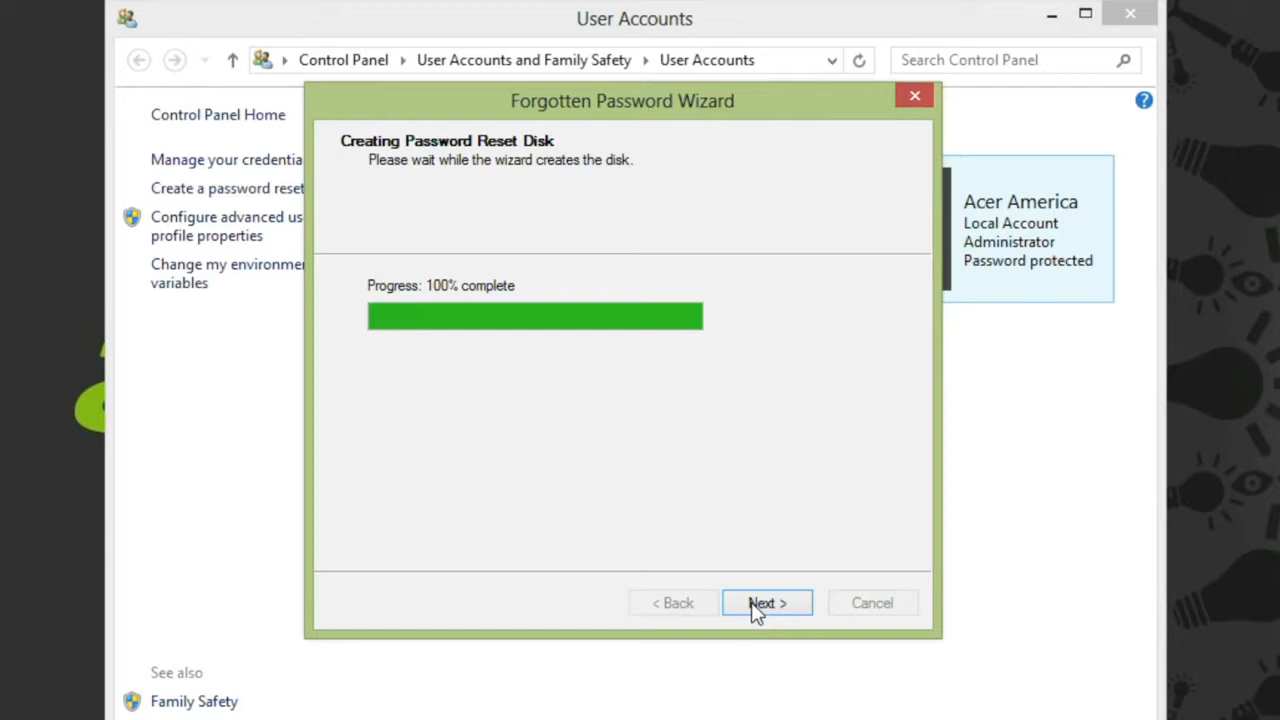 User Accounts
Control Panel User Accounts and Family Safety User Accounts
Search Control Panel
Forgotten Password Wizard
Control Panel Home
Manage your credentia
Create a password reset
Configure advanced us
profile properties
Change my environmen
variables
Creating Password Reset Disk
Please wait while the wizard creates the disk.
Progress: 100% complete
< Back
Next >
Cancel
Acer America
Local Account
Administrator
Password protected
See also
Family Safety